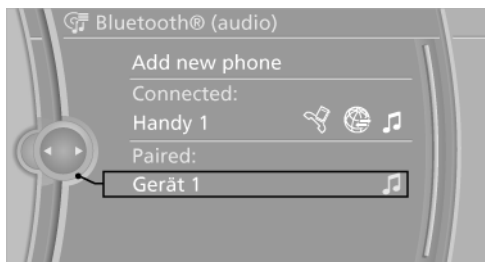 Bluetooth® (audio)
Add new phone
Connected:
Handy 1
Paired:
Gerät 1